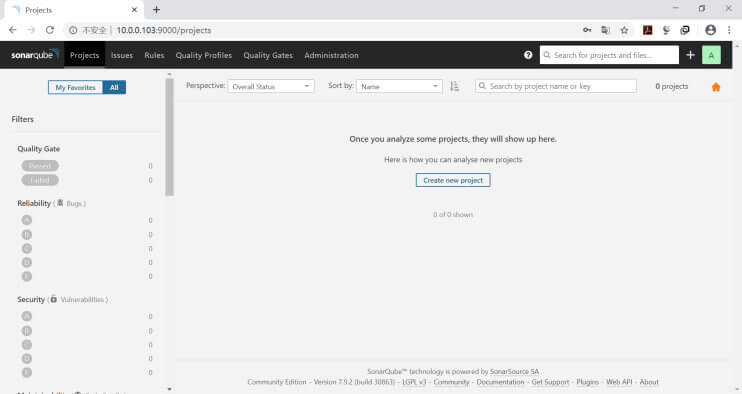 Projects
不安全 | 10.0.0.103:9000/projects
sonarqube Projects Issues Rules Quality Profiles Quality Gates Administration Search for projects and files... A
My Favorites All
Perspective: Overall Status Sort by: Name Search by project name or key 0 projects
Filters
Once you analyze some projects, they will show up here.
Quality Gate
Here is how you can analyse new projects
Passed 0
Failed 0
Create new project
Reliability ( Bugs )
0 of 0 shown
A 0
B 0
C 0
D 0
E 0
Security ( Vulnerabilities )
A 0
B 0
C 0
D 0
E 0
SonarQube™ technology is powered by SonarSource SA
Community Edition - Version 7.9.2 (build 30863) - LGPL v3 - Community - Documentation - Get Support - Plugins - Web API - About